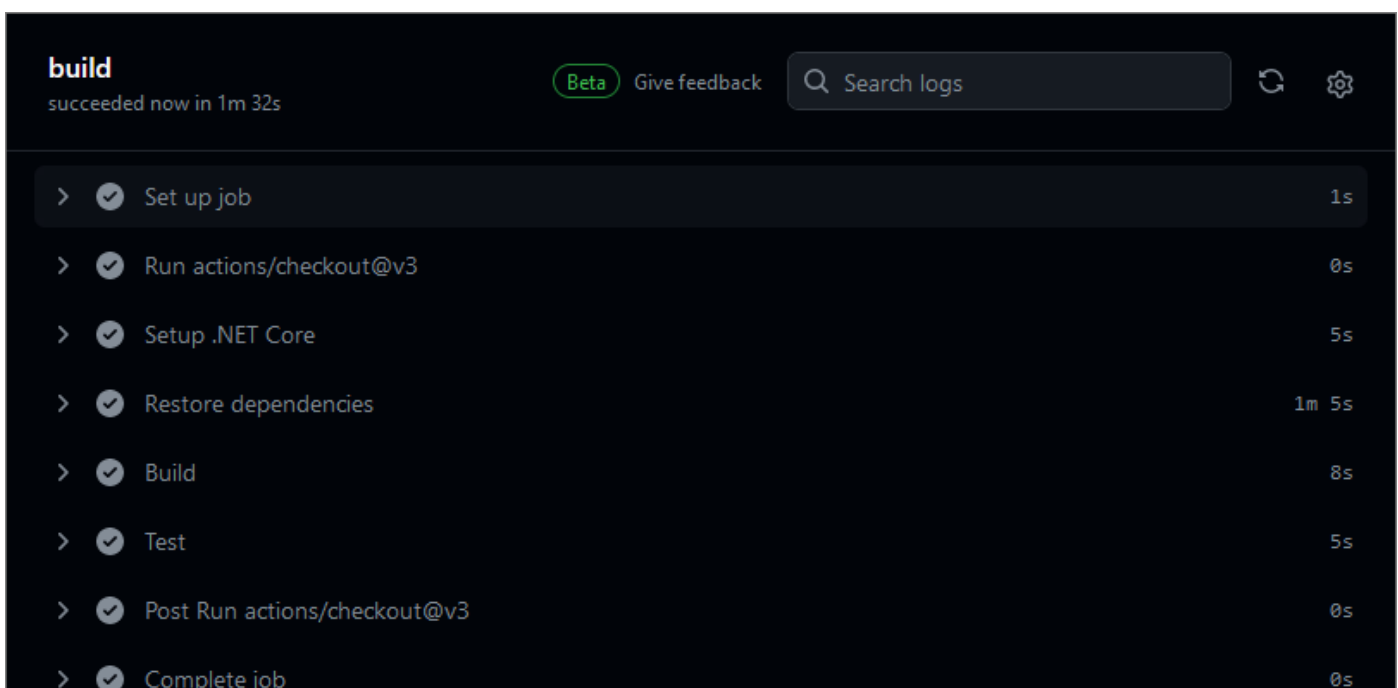 build
succeeded now in 1m 32s
Beta Give feedback
Search logs
Set up job 1s
Run actions/checkout@v3 0s
Setup .NET Core 5s
Restore dependencies 1m 5s
Build 8s
Test 5s
Post Run actions/checkout@v3 0s
Complete job 0s